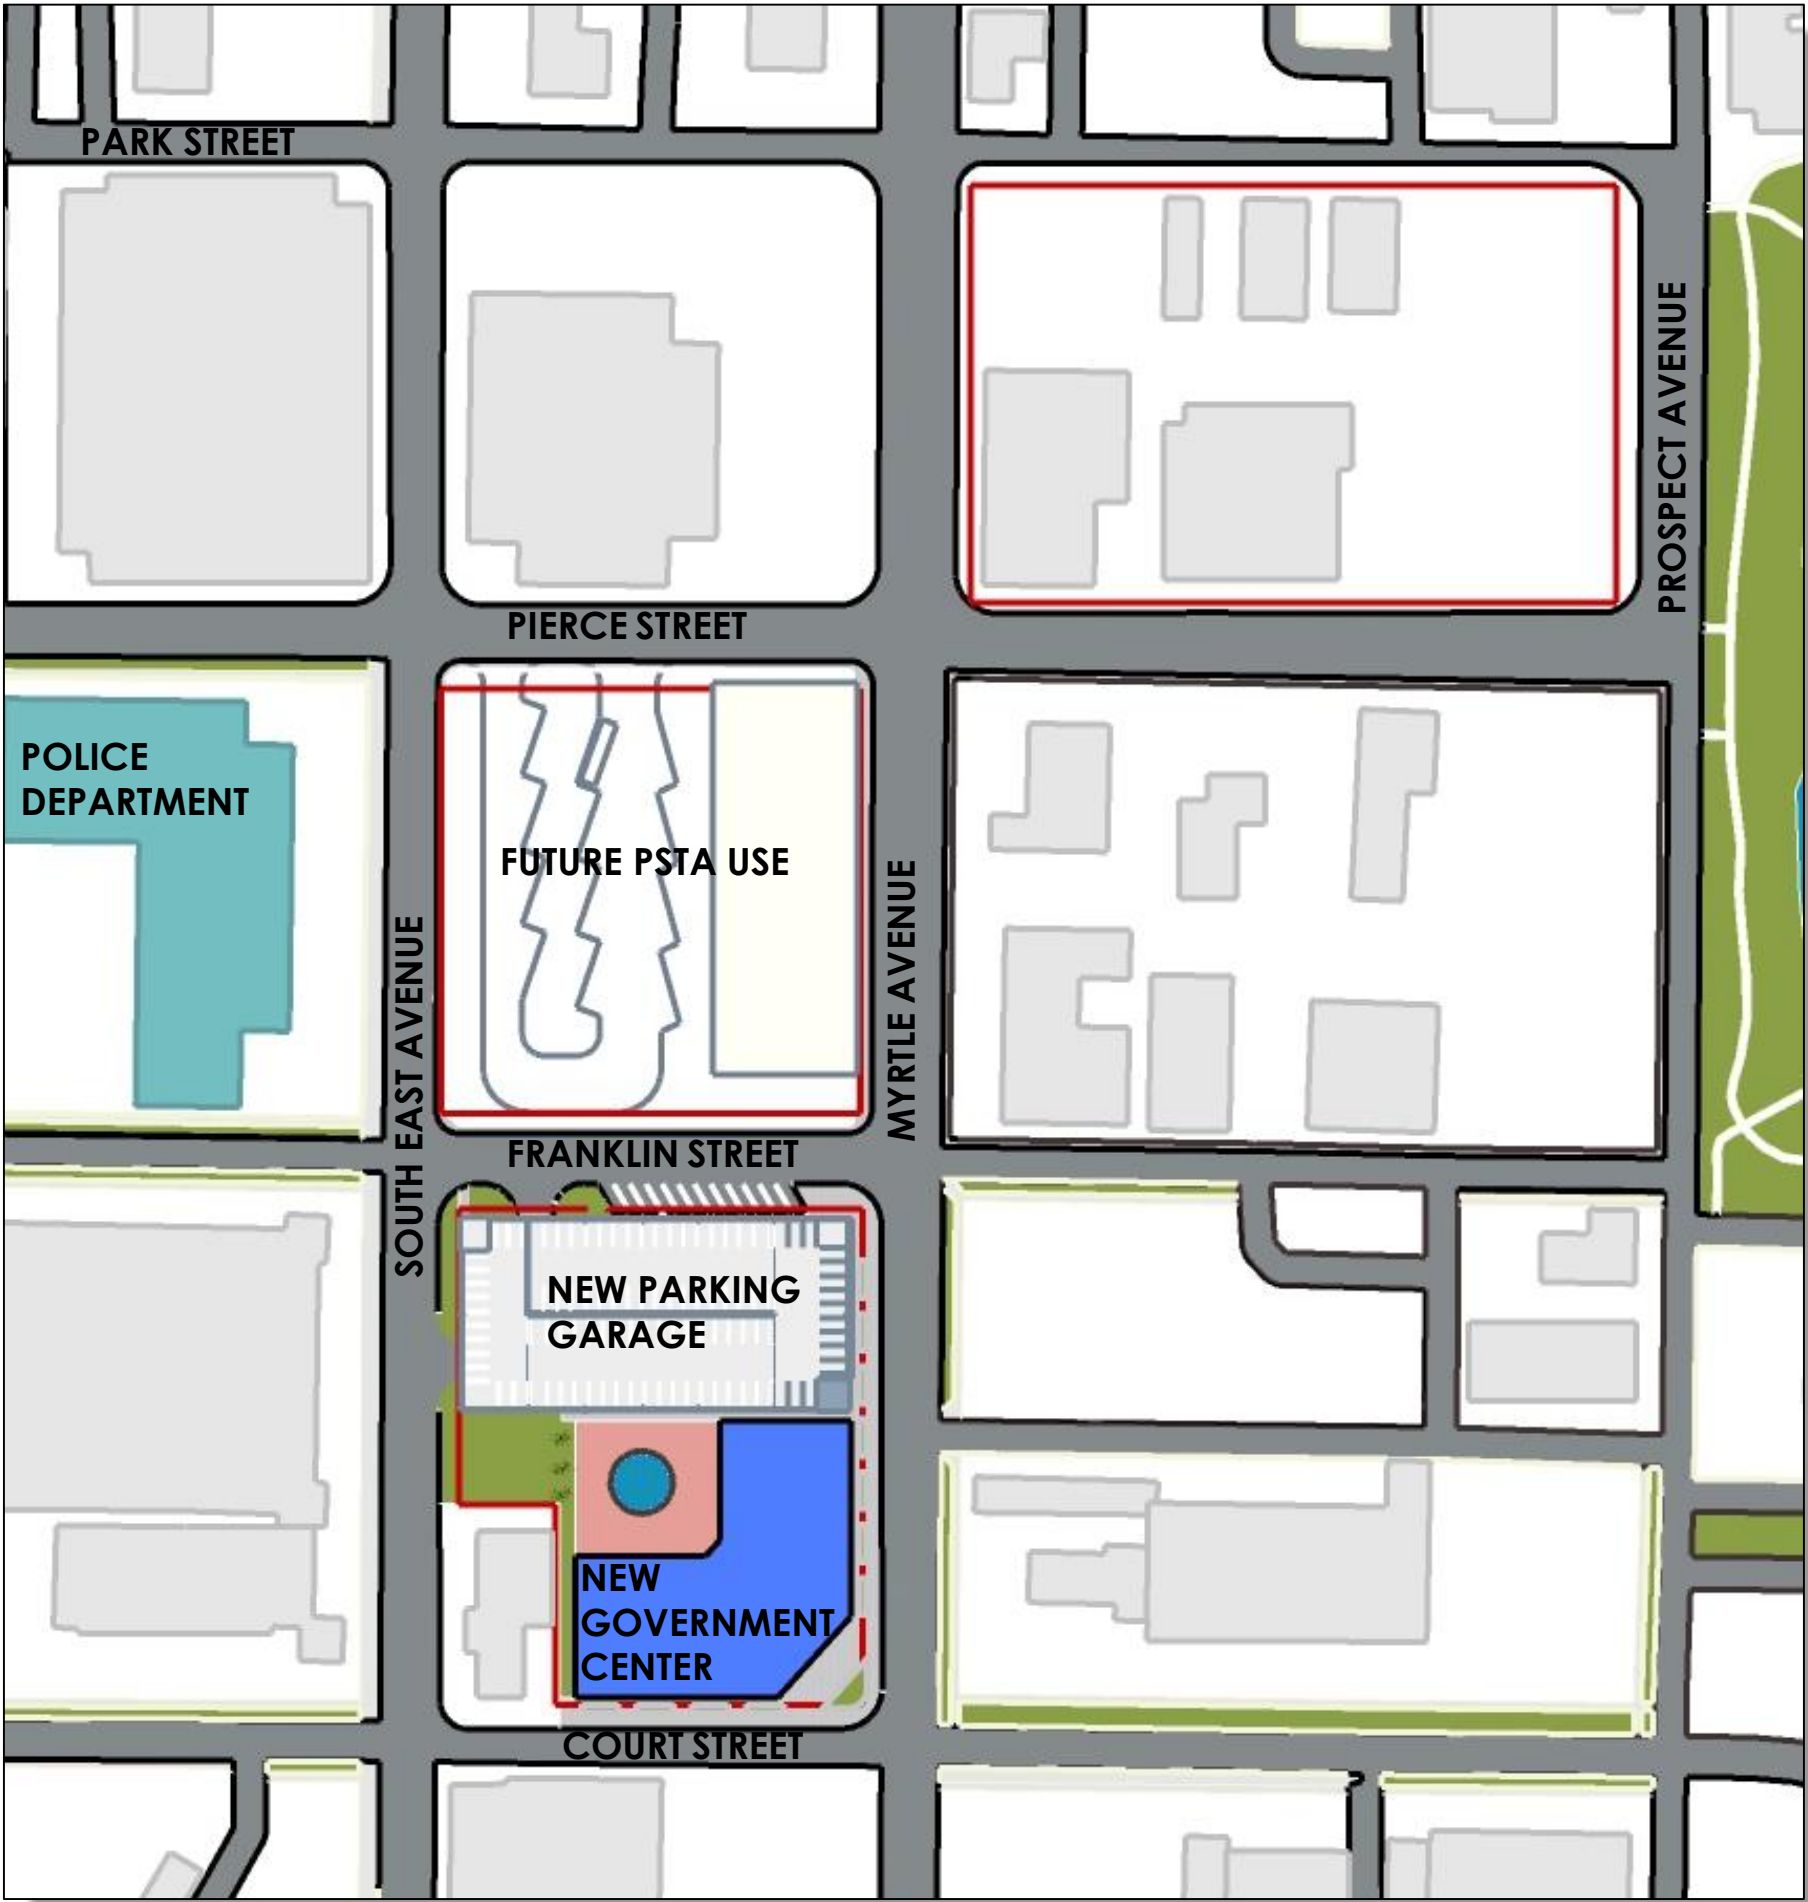 PARK STREET
PROSPECT AVENUE
PIERCE STREET
POLICE
DEPARTMENT
FUTURE PSTA USE
MYRTLE AVENUE
SOUTH EAST AVENUE
FRANKLIN STREET
NEW PARKING
GARAGE
NEW
GOVERNMENT
CENTER
COURT STREET